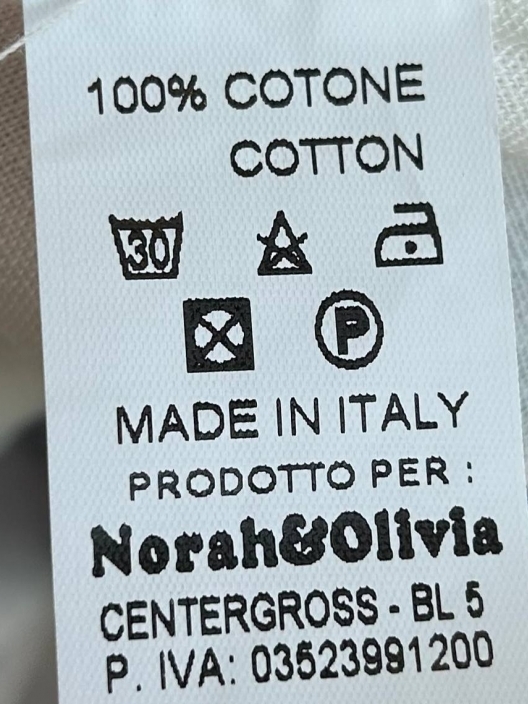 100% COTONE
COTTON
30
P
MADE IN ITALY
PRODOTTO PER :
Norah&Olivia
CENTERGROSS - BL 5
P. IVA: 03523991200